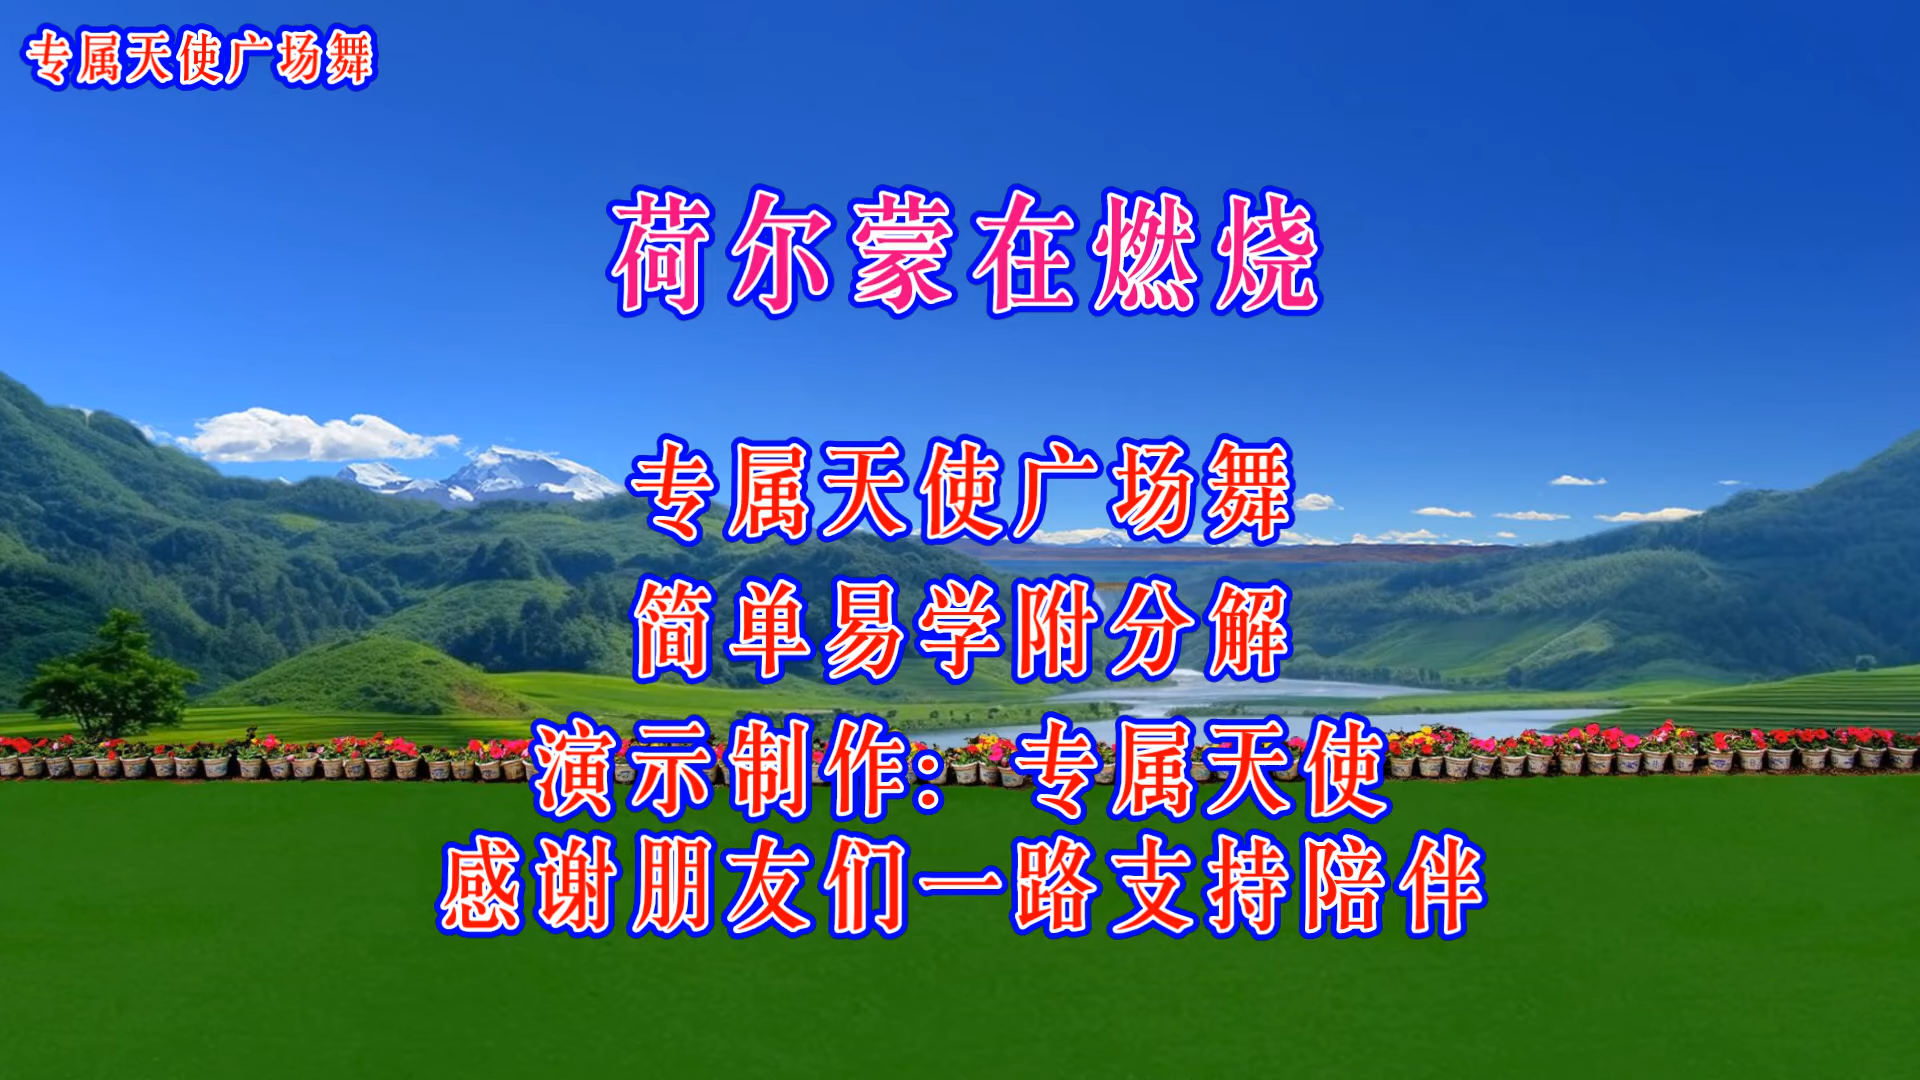 专属天使广场舞
荷尔蒙在燃烧
专属天使广场舞
简单易学附分解
演示制作：专属天使
感谢朋友们一路支持陪伴